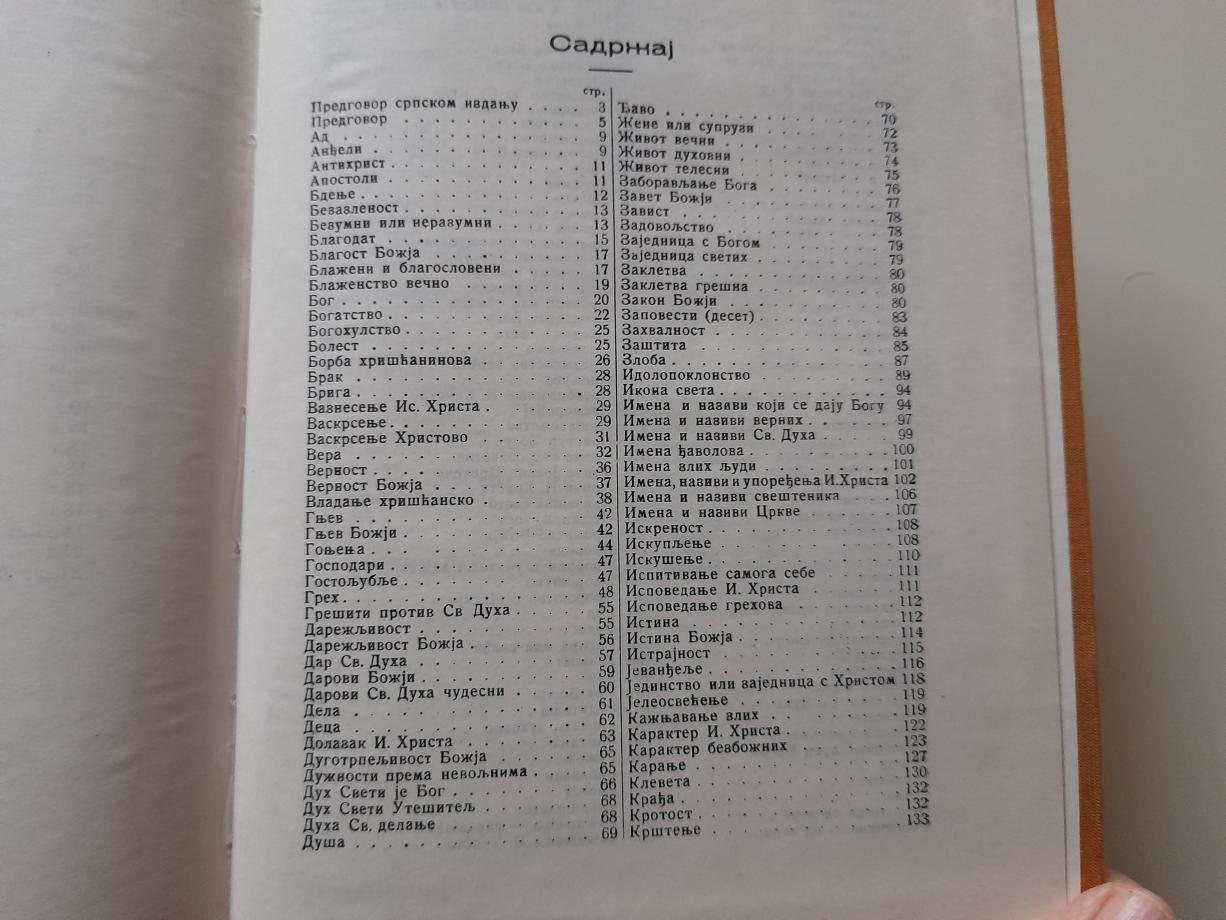 Садржај
стр.
Предговор српском издању . . . . 3
Предговор . . . . . . . . . . 5
Ад . . . . . . . . . . 9
Анђели . . . . . . . . . . 9
Антихрист . . . . . . . . . . 11
Апостоли . . . . . . . . . . 11
Бдење . . . . . . . . . . 12
Безазленост . . . . . . . . . . 13
Безумни или неразумни . . . . . . 13
Благодат . . . . . . . . . . 15
Благост Божја . . . . . . . . . . 17
Блажени и благословени . . . . . 17
Блаженство вечно . . . . . . . . 19
Бог . . . . . . . . . . 20
Богатство . . . . . . . . . . 22
Богохулство . . . . . . . . . . 25
Болест . . . . . . . . . . 25
Борба хришћанинова . . . . . . 26
Брак . . . . . . . . . . 28
Брига . . . . . . . . . . 28
Вазнесење Ис. Христа . . . . . . 29
Васкрсење . . . . . . . . . . 29
Васкрсење Христово . . . . . . 31
Вера . . . . . . . . . . 32
Верност . . . . . . . . . . 36
Верност Божја . . . . . . . . . . 37
Владање хришћанско . . . . . . 38
Гњев . . . . . . . . . . 42
Гњев Божји . . . . . . . . . . 42
Гоњења . . . . . . . . . . 44
Господари . . . . . . . . . . 47
Гостољубље . . . . . . . . . . 47
Грех . . . . . . . . . . 48
Грешити против Св Духа . . . . . 55
Дарежљивост . . . . . . . . . . 55
Дарежљивост Божја . . . . . . . 56
Дар Св. Духа . . . . . . . . . . 57
Дарови Божји . . . . . . . . . . 59
Дарови Св. Духа чудесни . . . . . 60
Дела . . . . . . . . . . 61
Деца . . . . . . . . . . 62
Долазак И. Христа . . . . . . . 63
Дуготрпељивост Божја . . . . . . 65
Дужности према невољнима . . . . 65
Дух Свети је Бог . . . . . . . . 66
Дух Свети Утешитељ . . . . . . 68
Духа Св. делање . . . . . . . . 68
Душа . . . . . . . . . . 69
стр.
Ђаво . . . . . . . . . . 70
Жене или супрузи . . . . . . . 72
Живот вечни . . . . . . . . . . 73
Живот духовни . . . . . . . . 74
Живот телесни . . . . . . . . 75
Заборављање Бога . . . . . . . 76
Завет Божји . . . . . . . . . . 77
Завист . . . . . . . . . . 78
Задовољство . . . . . . . . . . 78
Заједница с Богом . . . . . . . 79
Заједница светих . . . . . . . . 79
Заклетва . . . . . . . . . . 80
Заклетва грешна . . . . . . . . 80
Закон Божји . . . . . . . . . . 80
Заповести (десет) . . . . . . . . 83
Захвалност . . . . . . . . . . 84
Заштита . . . . . . . . . . 85
Злоба . . . . . . . . . . 87
Идолопоклонство . . . . . . . . 89
Икона света . . . . . . . . . . 94
Имена и називи који се дају Богу 94
Имена и називи верних . . . . . 97
Имена и називи Св. Духа . . . . 99
Имена ђаволова . . . . . . . . 100
Имена злих људи . . . . . . . . 101
Имена, називи и упоређења И.Христа 102
Имена и називи свештеника . . . . 106
Имена и називи Цркве . . . . . . 107
Искреност . . . . . . . . . . 108
Искупљење . . . . . . . . . . 108
Искушење . . . . . . . . . . 110
Испитивање самога себе . . . . . 111
Исповедање И. Христа . . . . . . 111
Исповедање грехова . . . . . . . 112
Истина . . . . . . . . . . 112
Истина Божја . . . . . . . . . . 114
Истрајност . . . . . . . . . . 115
Јеванђеље . . . . . . . . . . 116
Јединство или заједница с Христом 118
Јелеосвећење . . . . . . . . . . 119
Кажњавање злих . . . . . . . . 119
Карактер И. Христа . . . . . . . 122
Карактер безбожних . . . . . . . 123
Карање . . . . . . . . . . 127
Клевета . . . . . . . . . . 130
Крађа . . . . . . . . . . 132
Кротост . . . . . . . . . . 132
Крштење . . . . . . . . . . 133